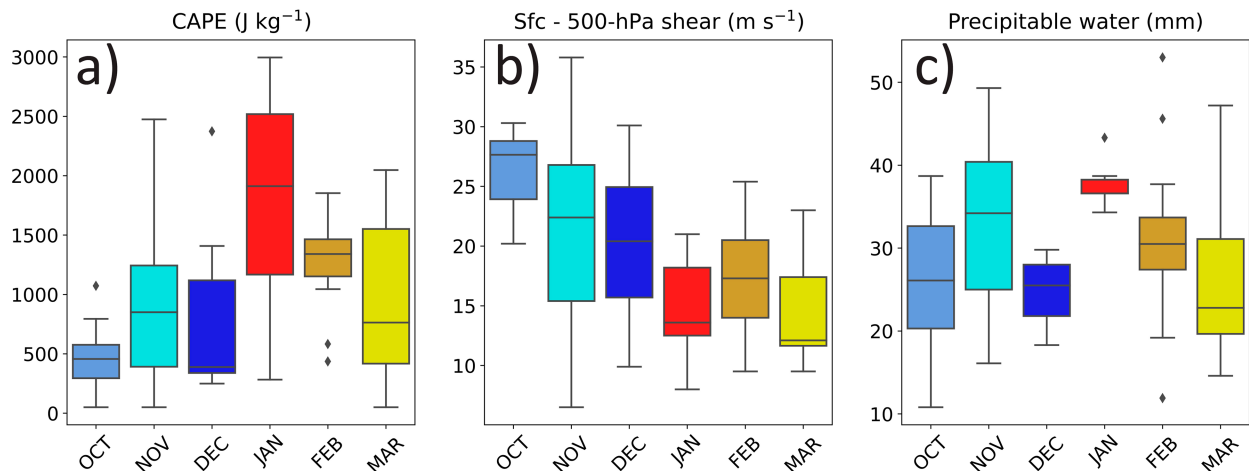 CAPE (J kg⁻¹)
a)
3000
2500
2000
1500
1000
500
0
OCT NOV DEC JAN FEB MAR
Sfc - 500-hPa shear (m s⁻¹)
b)
35
30
25
20
15
10
OCT NOV DEC JAN FEB MAR
Precipitable water (mm)
c)
50
40
30
20
10
OCT NOV DEC JAN FEB MAR